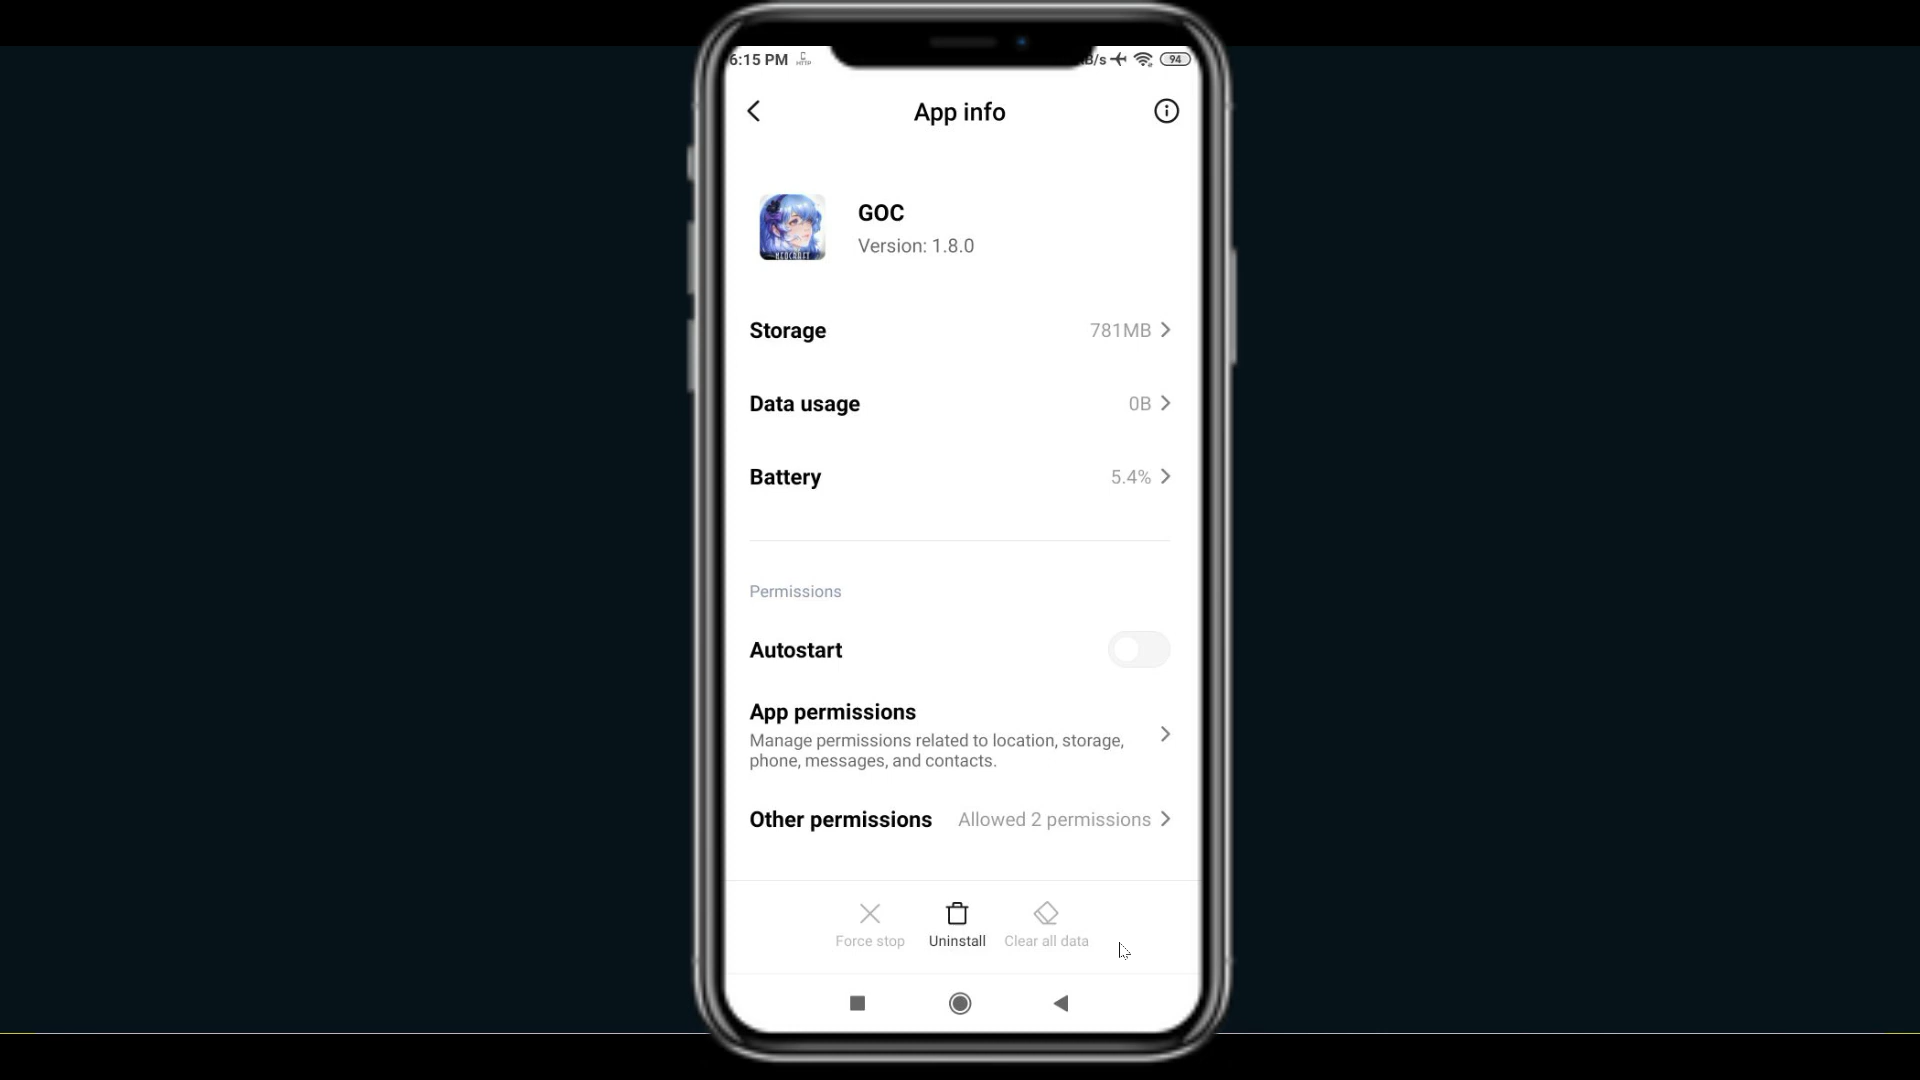 6:15 PM
B/s
94
App info
GOC
Version: 1.8.0
Storage
781MB
Data usage
0B
Battery
5.4%
Permissions
Autostart
App permissions
Manage permissions related to location, storage,
phone, messages, and contacts.
Other permissions
Allowed 2 permissions
Force stop
Uninstall
Clear all data